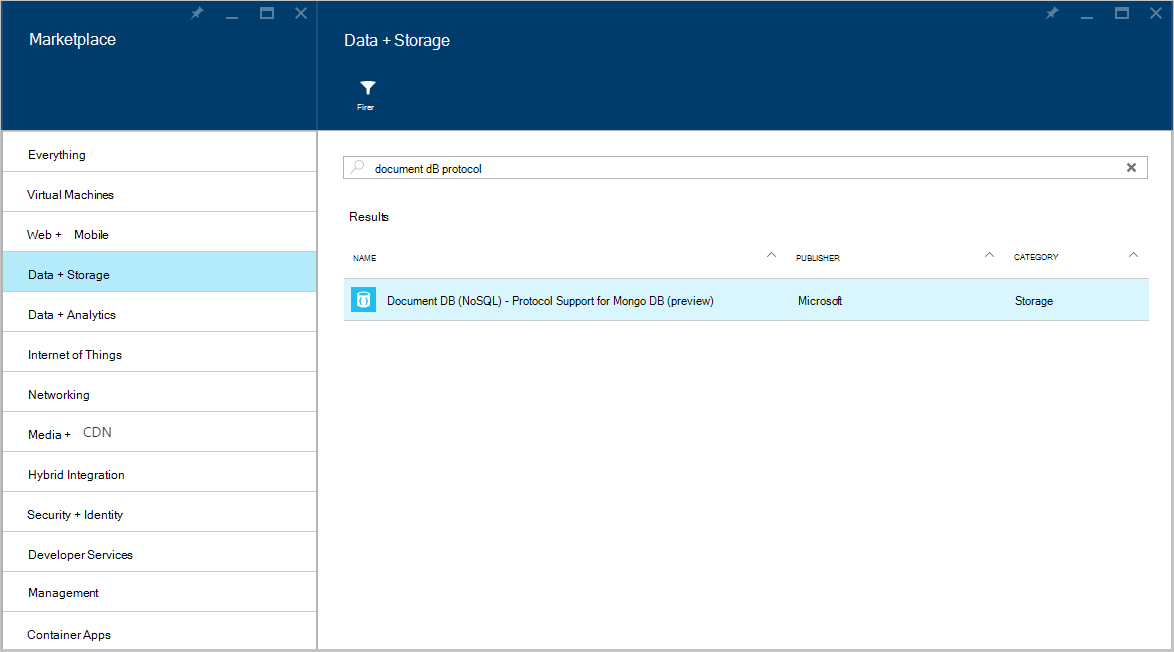 Marketplace
Everything
Virtual Machines
Web + Mobile
Data + Storage
Data + Analytics
Internet of Things
Networking
Media + CDN
Hybrid Integration
Security + Identity
Developer Services
Management
Container Apps
Data + Storage
Firer
document dB protocol
Results
NAME PUBLISHER CATEGORY
Document DB (NoSQL) - Protocol Support for Mongo DB (preview) Microsoft Storage